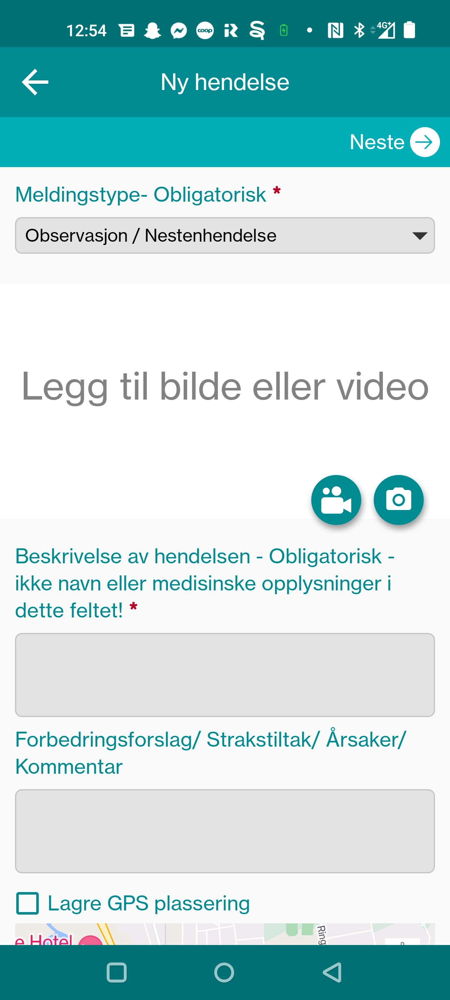 12:54
coop
4G+
Ny hendelse
Neste
Meldingstype- Obligatorisk *
Observasjon / Nestenhendelse
Legg til bilde eller video
Beskrivelse av hendelsen - Obligatorisk -
ikke navn eller medisinske opplysninger i
dette feltet! *
Forbedringsforslag/ Strakstiltak/ Årsaker/
Kommentar
Lagre GPS plassering
e Hotel
Ring